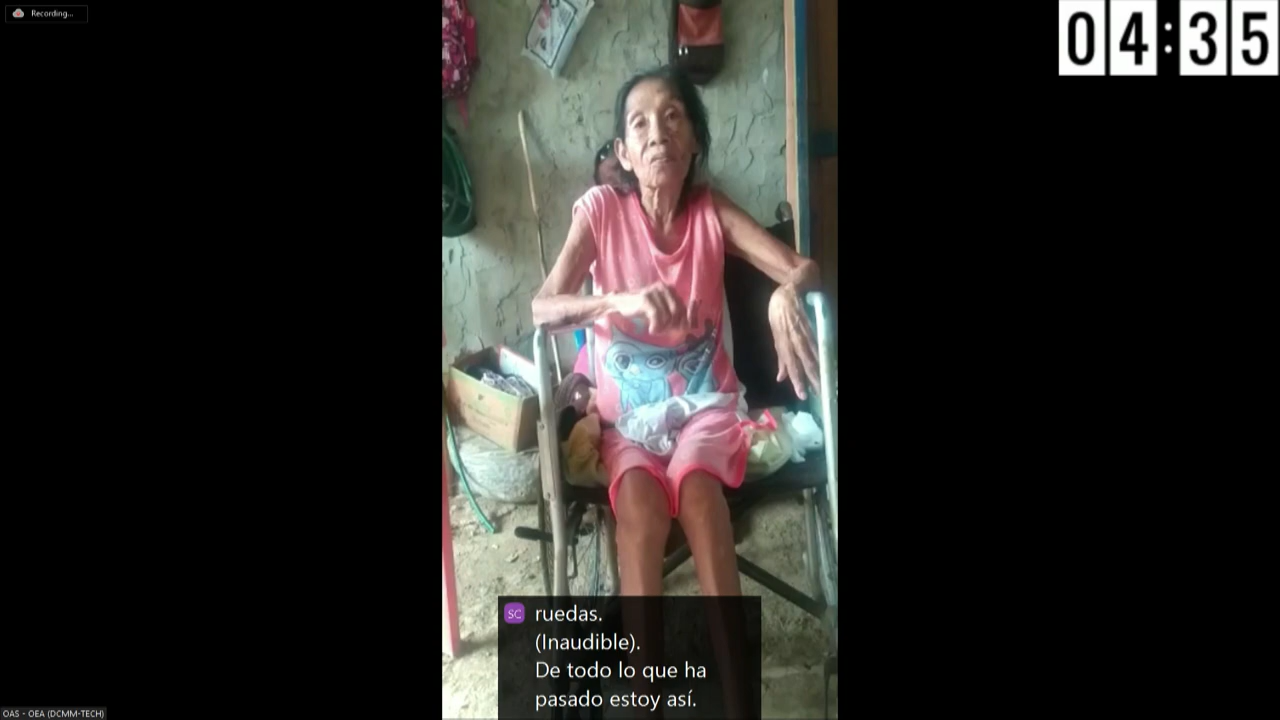 Recording...
04:35
SC ruedas.
(Inaudible).
De todo lo que ha
pasado estoy así.
OAS - OEA (DCMM-TECH)